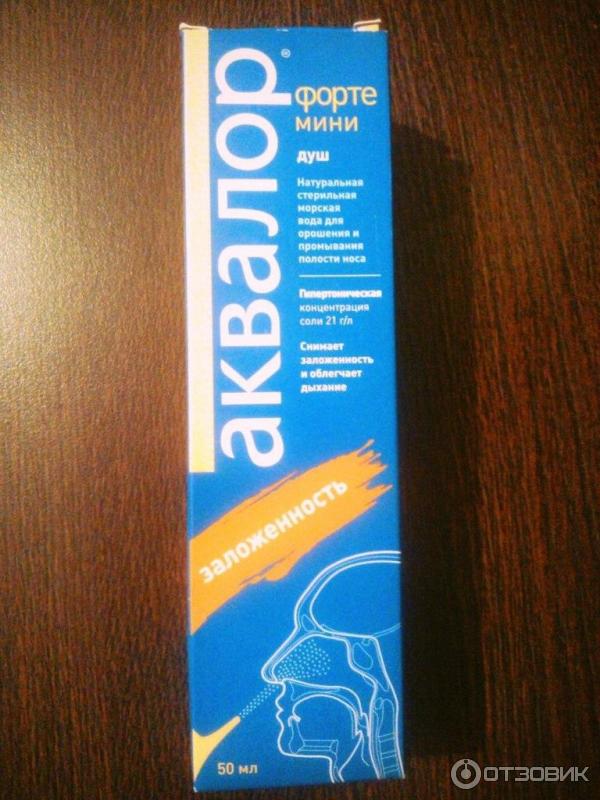 аквалор®
форте
мини
душ
Натуральная
стерильная
морская
вода для
орошения и
промывания
полости носа
Гипертоническая
концентрация
соли 21 г/л
Снимает
заложенность
и облегчает
дыхание
заложенность
50 мл
ОТЗОВИК